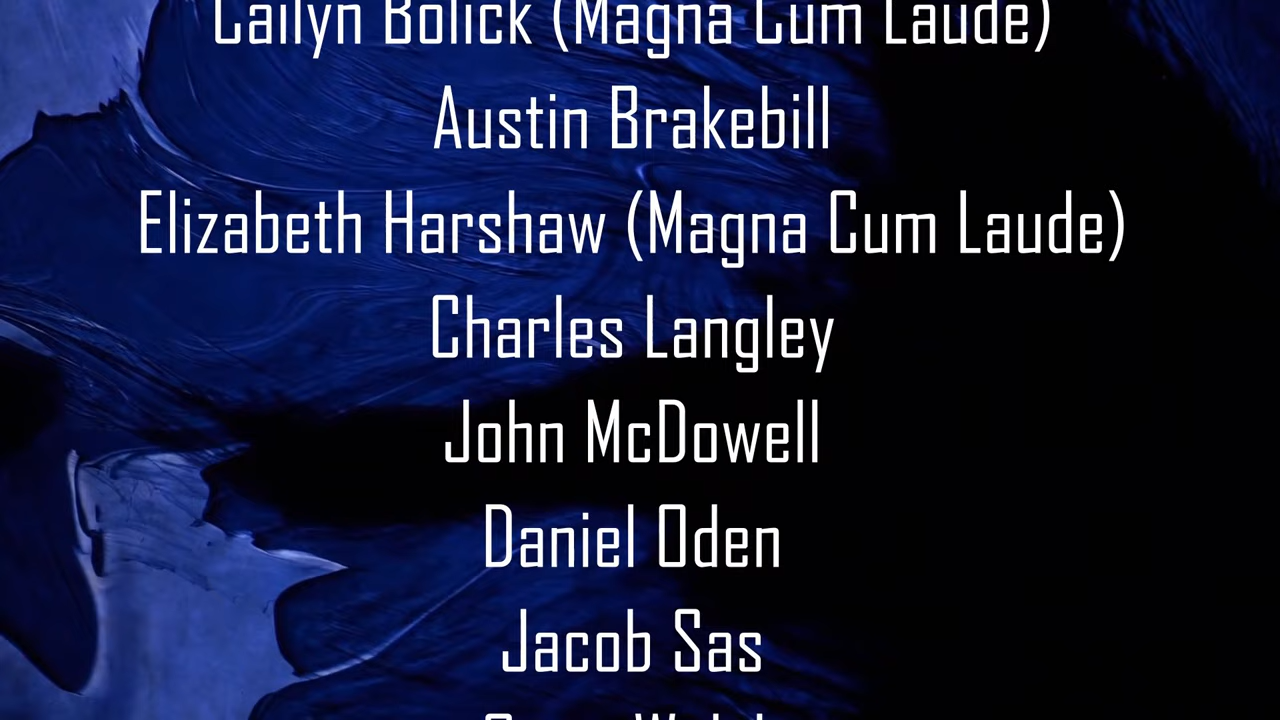 Cailyn Bolick (Magna Cum Laude)
Austin Brakebill
Elizabeth Harshaw (Magna Cum Laude)
Charles Langley
John McDowell
Daniel Oden
Jacob Sas